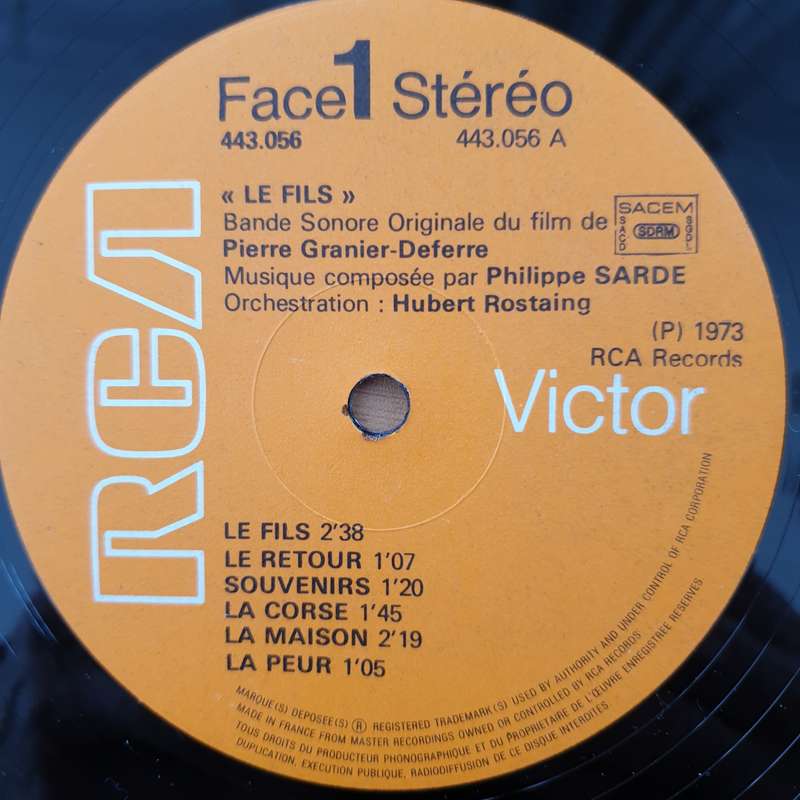 Face 1 Stéréo
443.056 443.056 A
« LE FILS »
Bande Sonore Originale du film de
Pierre Granier-Deferre
Musique composée par Philippe SARDE
Orchestration : Hubert Rostaing
SACEM
SACD SDRM SGDL
(P) 1973
RCA Records
RCA
Victor
LE FILS 2'38
LE RETOUR 1'07
SOUVENIRS 1'20
LA CORSE 1'45
LA MAISON 2'19
LA PEUR 1'05
MARQUE(S) DEPOSEE(S) ® REGISTERED TRADEMARK(S) USED BY AUTHORITY AND UNDER CONTROL OF RCA CORPORATION
MADE IN FRANCE FROM MASTER RECORDINGS OWNED OR CONTROLLED BY RCA RECORDS
TOUS DROITS DU PRODUCTEUR PHONOGRAPHIQUE ET DU PROPRIETAIRE DE L'ŒUVRE ENREGISTRÉE RESERVES
DUPLICATION, EXECUTION PUBLIQUE, RADIODIFFUSION DE CE DISQUE INTERDITES